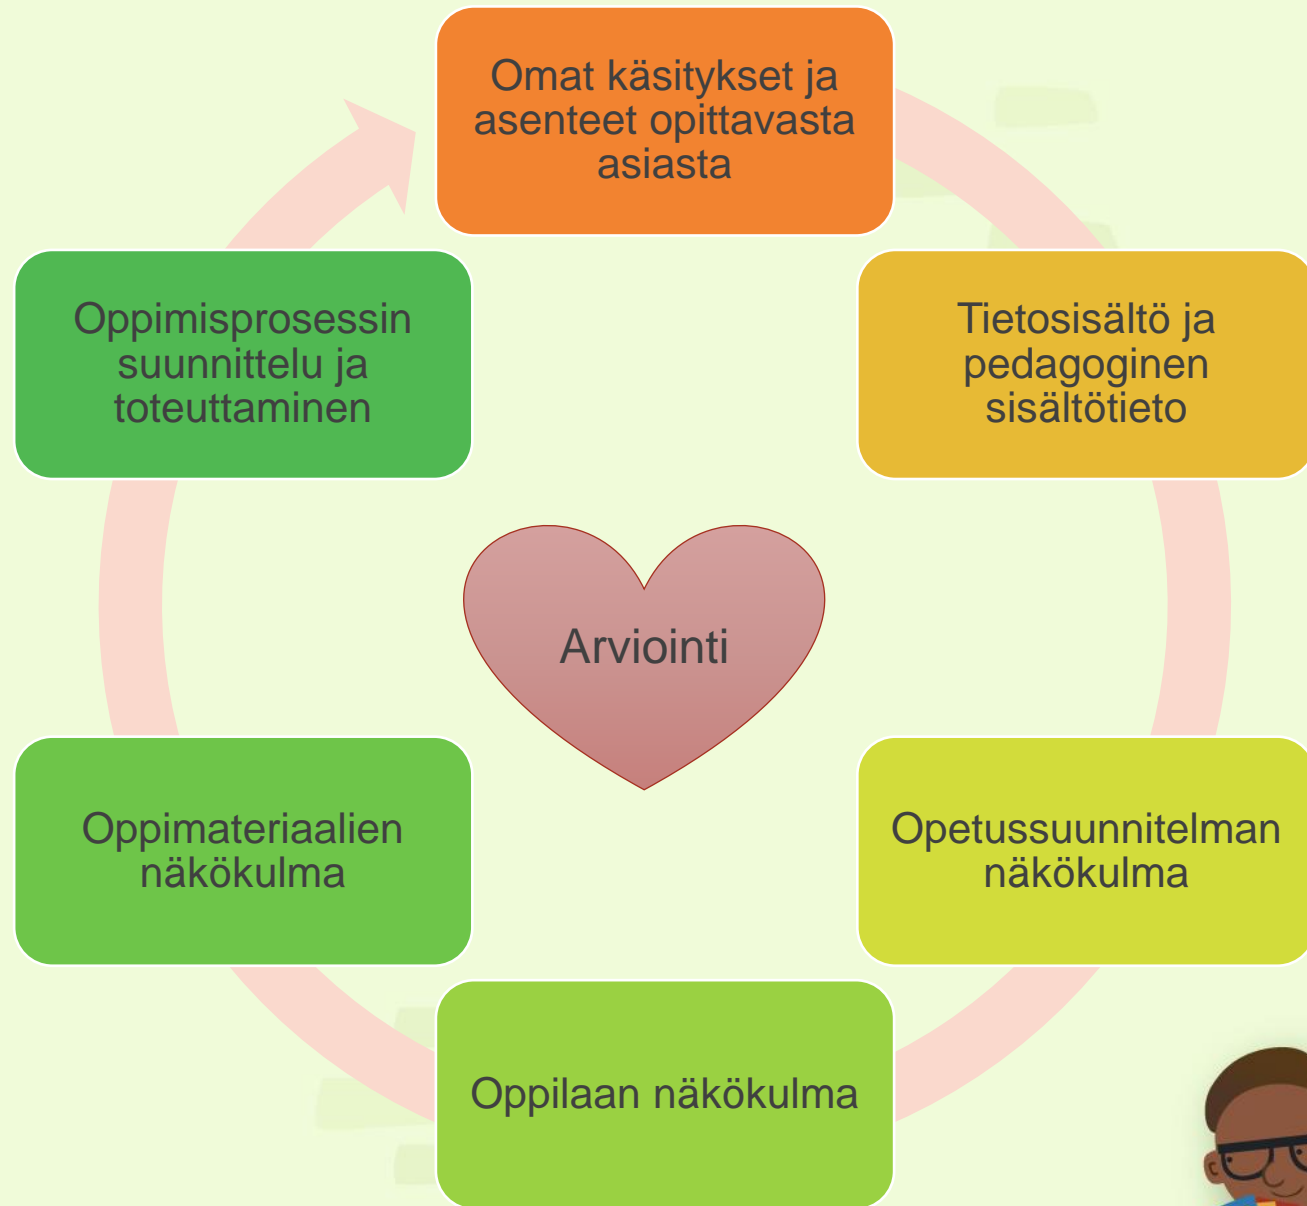 Omat käsitykset ja
asenteet opittavasta
asiasta
Tietosisältö ja
pedagoginen
sisältötieto
Opetussuunnitelman
näkökulma
Oppilaan näkökulma
Oppimateriaalien
näkökulma
Oppimisprosessin
suunnittelu ja
toteuttaminen
Arviointi